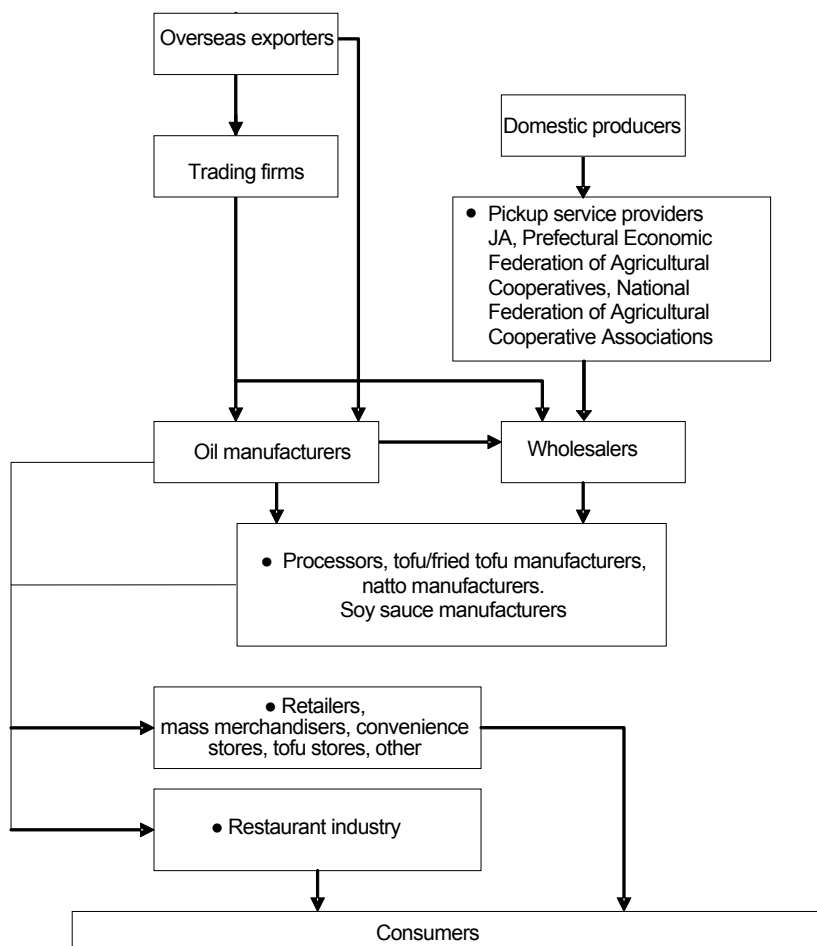 Overseas exporters
Domestic producers
Trading firms
● Pickup service providers
JA, Prefectural Economic
Federation of Agricultural
Cooperatives, National
Federation of Agricultural
Cooperative Associations
Oil manufacturers
Wholesalers
● Processors, tofu/fried tofu manufacturers,
natto manufacturers.
Soy sauce manufacturers
● Retailers,
mass merchandisers, convenience
stores, tofu stores, other
● Restaurant industry
Consumers